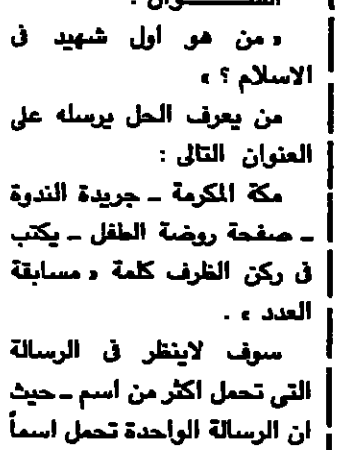 الســـــــؤال :
« من هو اول شهيد فى
الاسلام ؟ »
من يعرف الحل يرسله على
العنوان التالى :
مكة المكرمة ـ جريدة الندوة
ـ صفحة روضة الطفل ـ يكتب
فى ركن الظرف كلمة « مسابقة
العدد » .
سوف لاينظر فى الرسالة
التي تحمل اكثر من اسم ـ حيث
ان الرسالة الواحدة تحمل اسماً